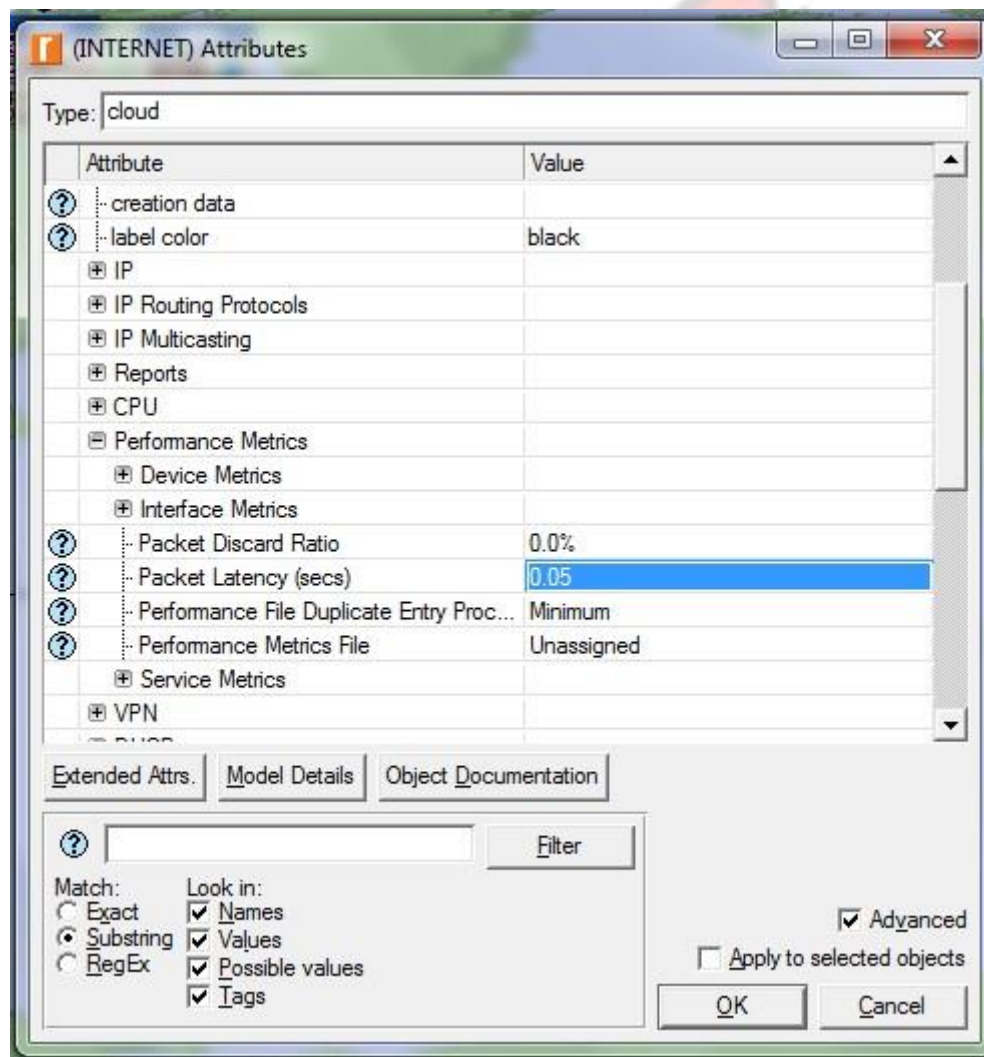 (INTERNET) Attributes
Type: cloud
Attribute Value
creation data
label color black
IP
IP Routing Protocols
IP Multicasting
Reports
CPU
Performance Metrics
Device Metrics
Interface Metrics
Packet Discard Ratio 0.0%
Packet Latency (secs) 0.05
Performance File Duplicate Entry Proc... Minimum
Performance Metrics File Unassigned
Service Metrics
VPN
Extended Attrs. Model Details Object Documentation
Filter
Match: Look in:
Exact Names
Substring Values
RegEx Possible values
Tags
Advanced
Apply to selected objects
OK Cancel